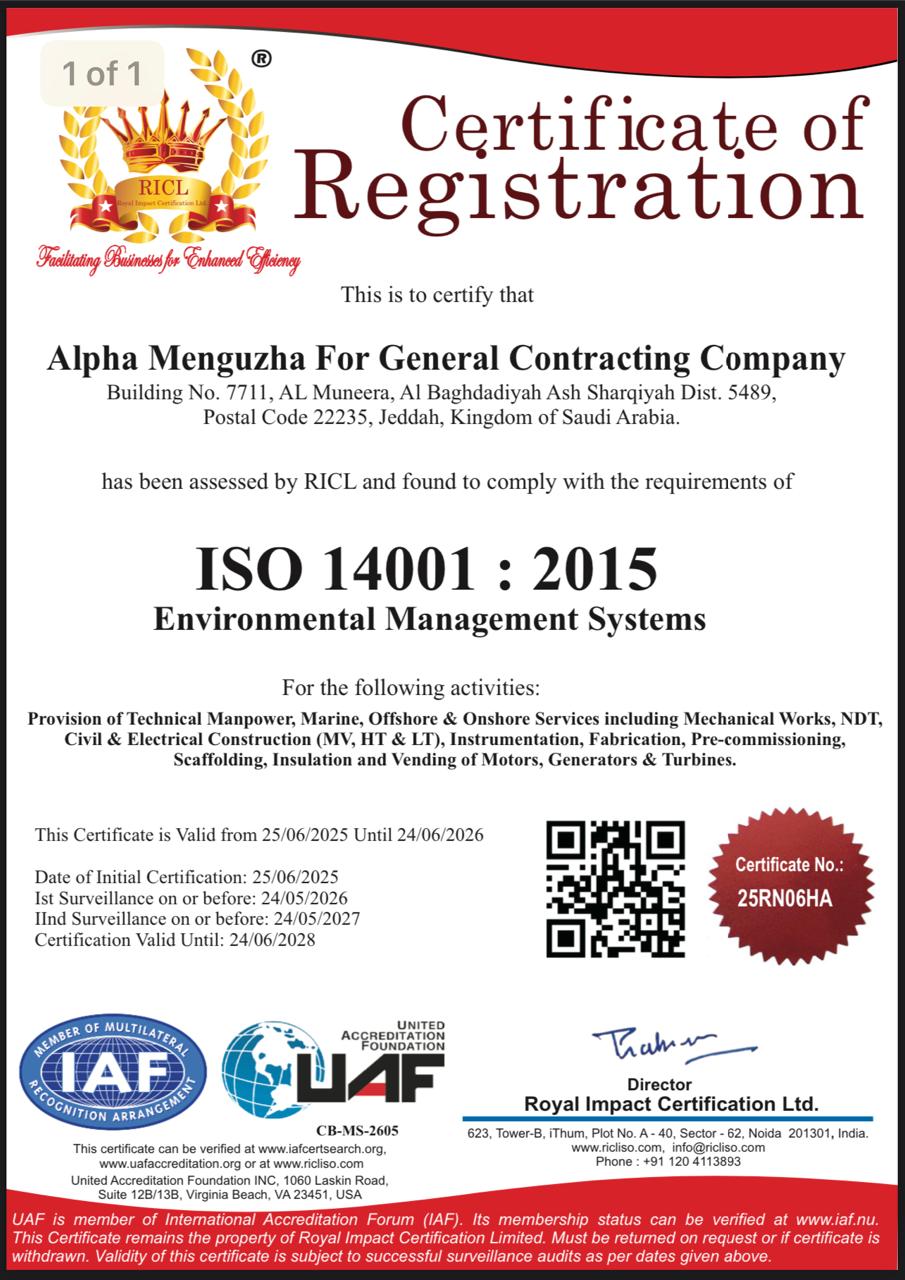 1 of 1
®
RICL
Royal Impact Certification Ltd.
Facilitating Businesses for Enhanced Efficiency
Certificate of
Registration
This is to certify that
Alpha Menguzha For General Contracting Company
Building No. 7711, AL Muneera, Al Baghdadiyah Ash Sharqiyah Dist. 5489,
Postal Code 22235, Jeddah, Kingdom of Saudi Arabia.
has been assessed by RICL and found to comply with the requirements of
ISO 14001 : 2015
Environmental Management Systems
For the following activities:
Provision of Technical Manpower, Marine, Offshore & Onshore Services including Mechanical Works, NDT,
Civil & Electrical Construction (MV, HT & LT), Instrumentation, Fabrication, Pre-commissioning,
Scaffolding, Insulation and Vending of Motors, Generators & Turbines.
This Certificate is Valid from 25/06/2025 Until 24/06/2026
Date of Initial Certification: 25/06/2025
Ist Surveillance on or before: 24/05/2026
IInd Surveillance on or before: 24/05/2027
Certification Valid Until: 24/06/2028
Certificate No.:
25RN06HA
MEMBER OF MULTILATERAL
IAF
RECOGNITION ARRANGEMENT
UNITED
ACCREDITATION
FOUNDATION
UAF
CB-MS-2605
This certificate can be verified at www.iafcertsearch.org,
www.uafaccreditation.org or at www.ricliso.com
United Accreditation Foundation INC, 1060 Laskin Road,
Suite 12B/13B, Virginia Beach, VA 23451, USA
Director
Royal Impact Certification Ltd.
623, Tower-B, iThum, Plot No. A - 40, Sector - 62, Noida 201301, India.
www.ricliso.com, info@ricliso.com
Phone : +91 120 4113893
UAF is member of International Accreditation Forum (IAF). Its membership status can be verified at www.iaf.nu.
This Certificate remains the property of Royal Impact Certification Limited. Must be returned on request or if certificate is
withdrawn. Validity of this certificate is subject to successful surveillance audits as per dates given above.